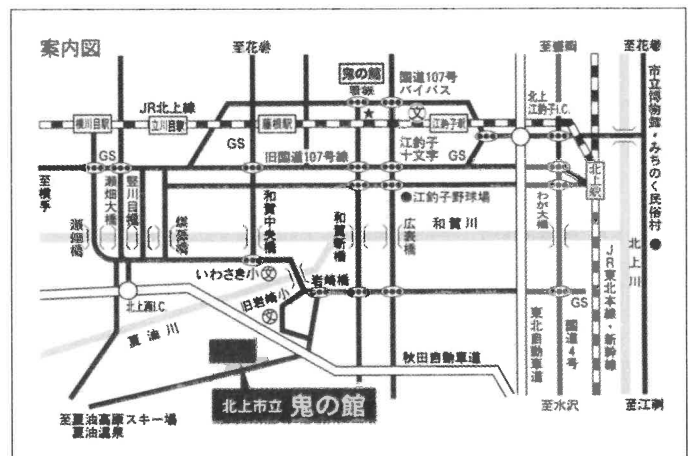 案内図
至花巻
至盛岡
至花巻
鬼の館
国道107号
バイパス
北上
江釣子I.C.
市立博物館・みちのく民俗村
JR北上線
横川目駅
立川目駅
藤根駅
江釣子駅
文
GS
GS
旧国道107号線
江釣子
十文字
GS
北上駅
至横手
瀬畑大橋
竪川目橋
●江釣子野球場
和賀中央橋
和賀新橋
広表橋
和賀川
わが大橋
北上川
いわさき小
文
岩崎橋
旧岩崎小
文
北上西I.C.
夏油川
GS
JR東北本線・新幹線
東北自動車道
国道4号
秋田自動車道
北上市立 鬼の館
至夏油高原スキー場
夏油温泉
至水沢
至江刺